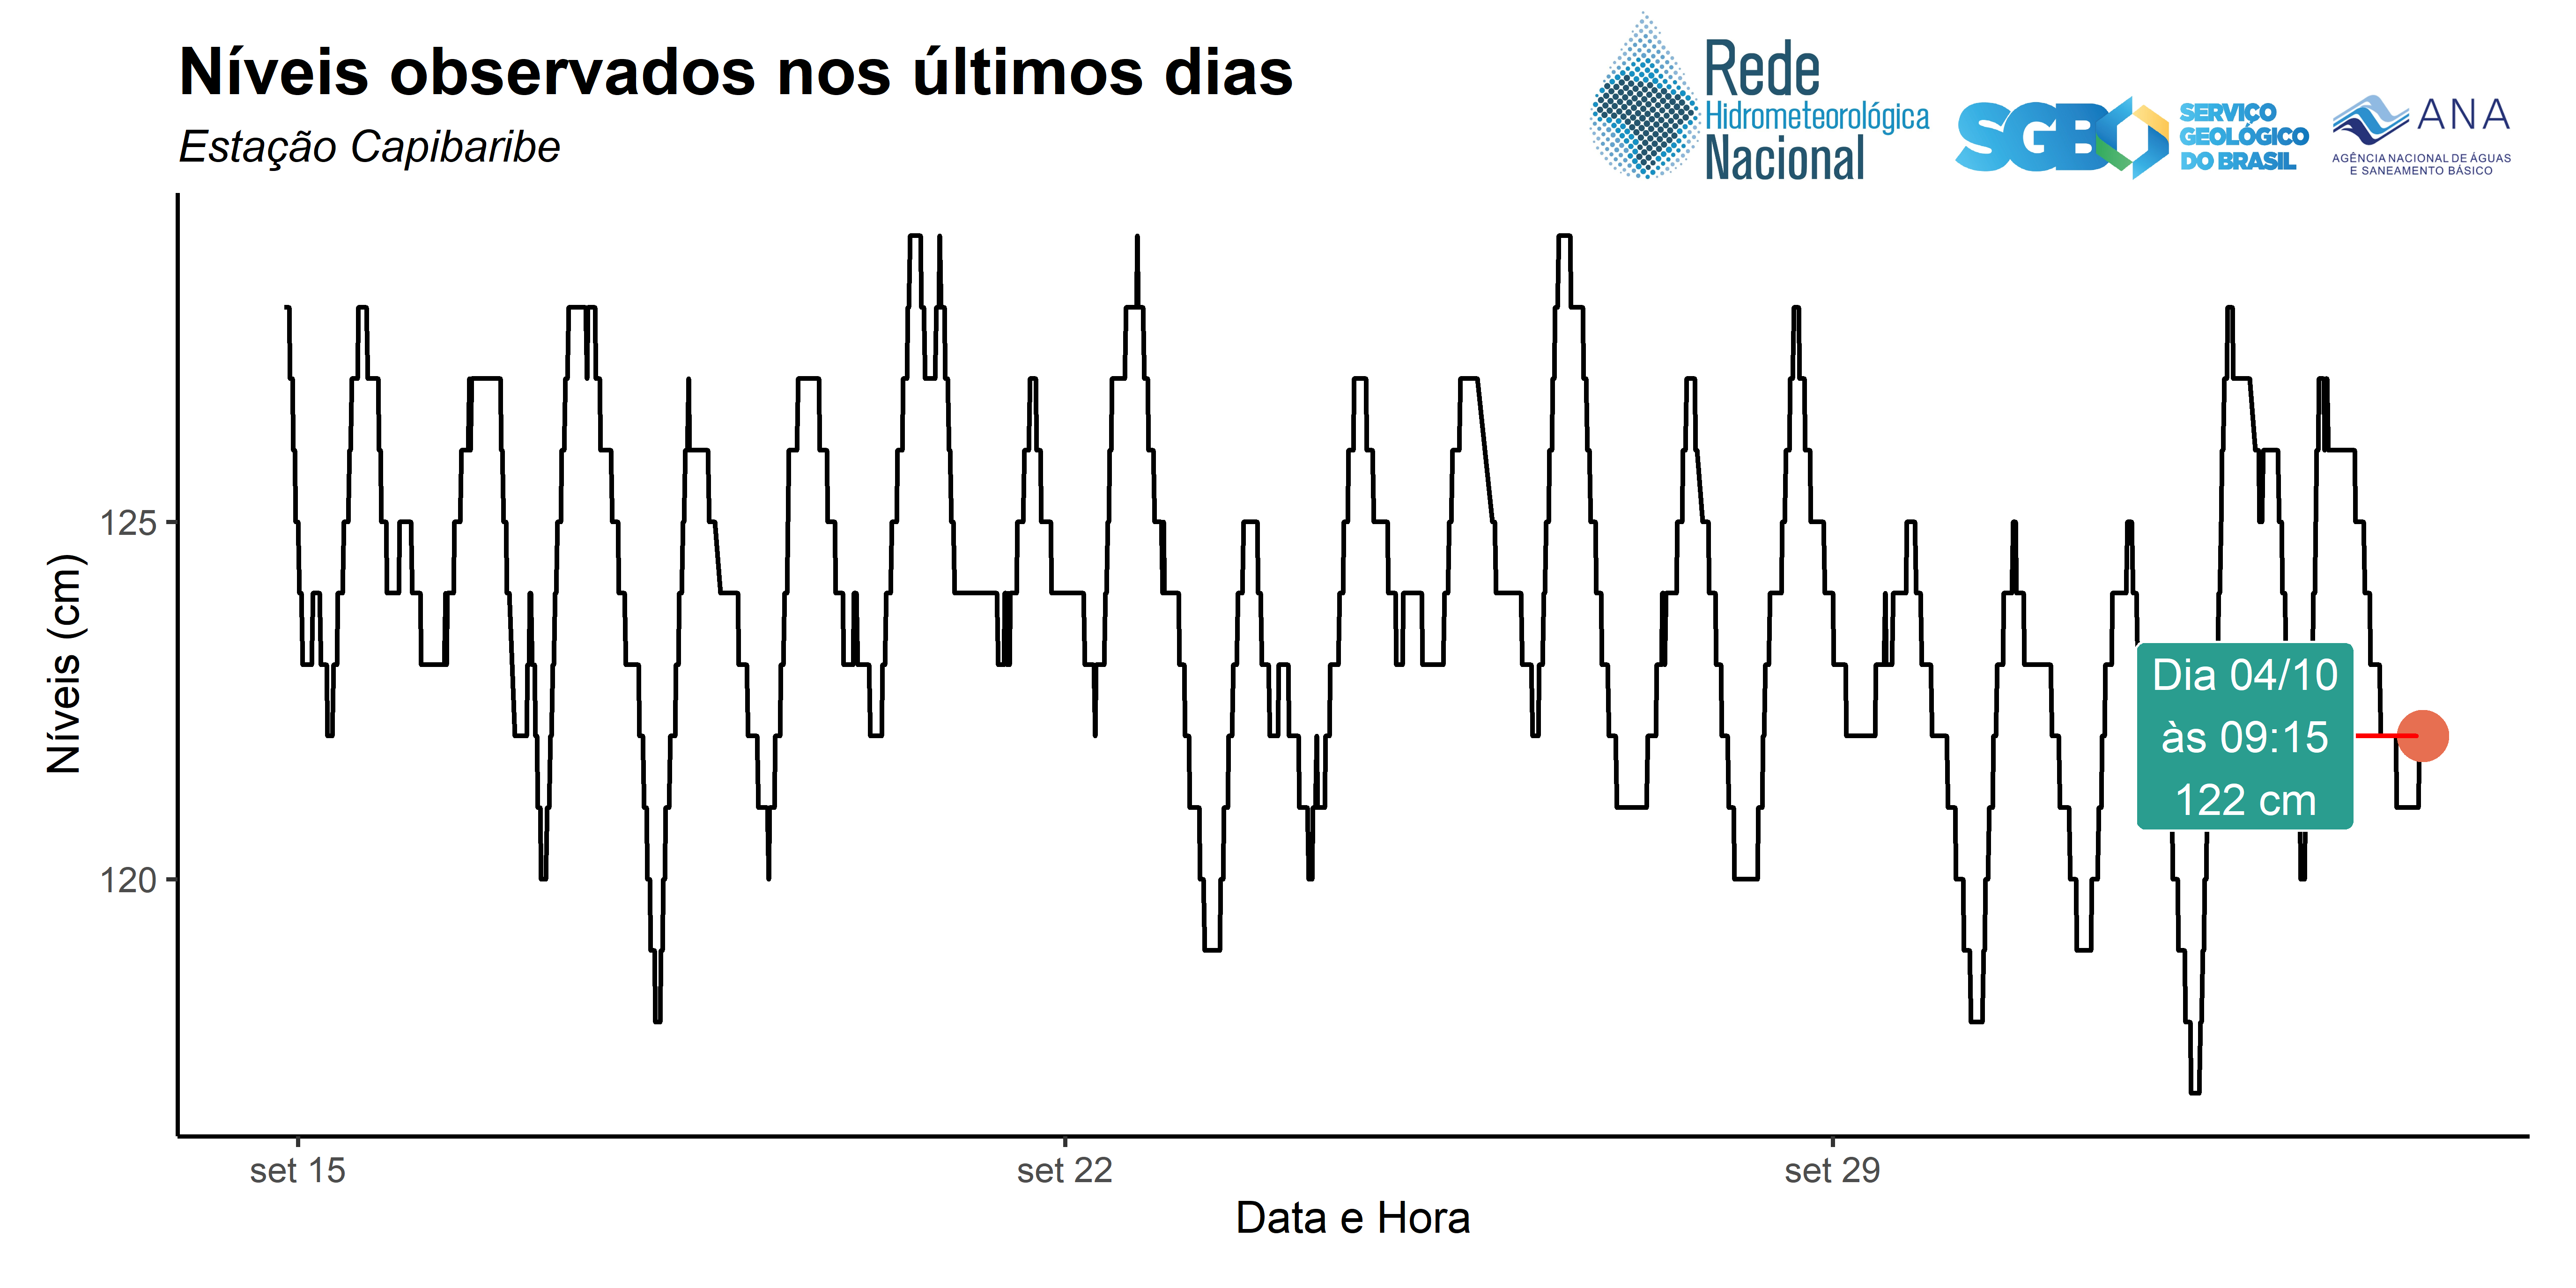 Níveis observados nos últimos dias
Estação Capibaribe
Rede
Hidrometeorológica
Nacional
SGB
SERVIÇO
GEOLÓGICO
DO BRASIL
ANA
AGÊNCIA NACIONAL DE ÁGUAS
E SANEAMENTO BÁSICO
Níveis (cm)
125
120
Dia 04/10
às 09:15
122 cm
set 15
set 22
set 29
Data e Hora